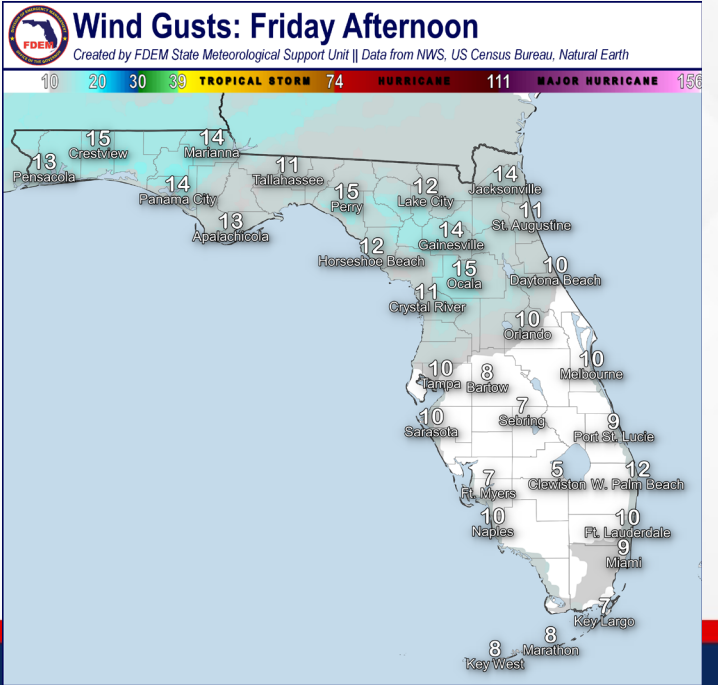 Wind Gusts: Friday Afternoon
Created by FDEM State Meteorological Support Unit || Data from NWS, US Census Bureau, Natural Earth
FDEM
10 20 30 39 TROPICAL STORM 74 HURRICANE 111 MAJOR HURRICANE 156
15
Crestview
14
Marianna
13
Pensacola
11
Tallahassee
14
Panama City
15
Perry
12
Lake City
14
Jacksonville
13
Apalachicola
11
St. Augustine
14
Gainesville
12
Horseshoe Beach
15
Ocala
10
Daytona Beach
11
Crystal River
10
Orlando
10
Melbourne
10
Tampa
8
Bartow
7
Sebring
10
Sarasota
9
Port St. Lucie
7
Ft. Myers
5
Clewiston
12
W. Palm Beach
10
Naples
10
Ft. Lauderdale
9
Miami
7
Key Largo
8
Marathon
8
Key West